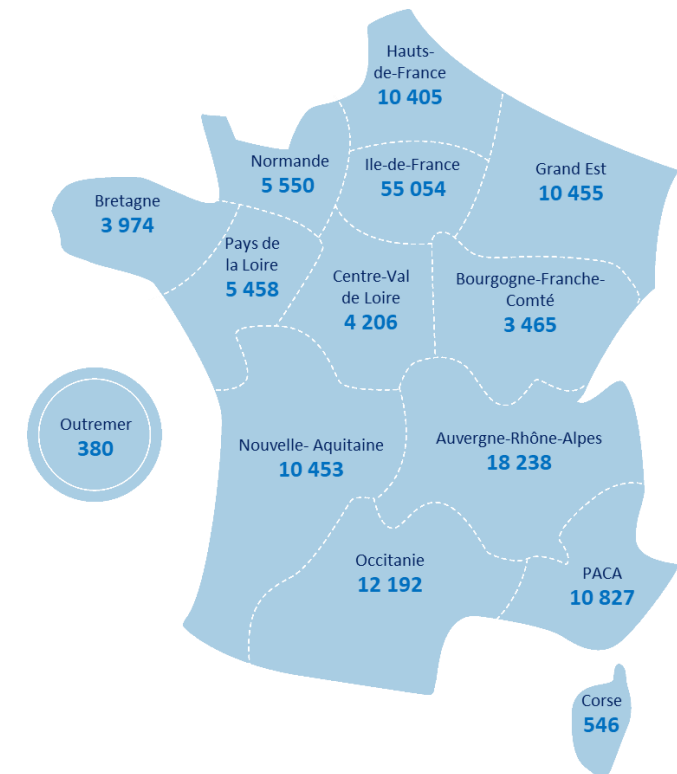 Hauts-
de-France
10 405
Normande
5 550
Ile-de-France
55 054
Grand Est
10 455
Bretagne
3 974
Pays de
la Loire
5 458
Centre-Val
de Loire
4 206
Bourgogne-Franche-
Comté
3 465
Outremer
380
Nouvelle- Aquitaine
10 453
Auvergne-Rhône-Alpes
18 238
Occitanie
12 192
PACA
10 827
Corse
546